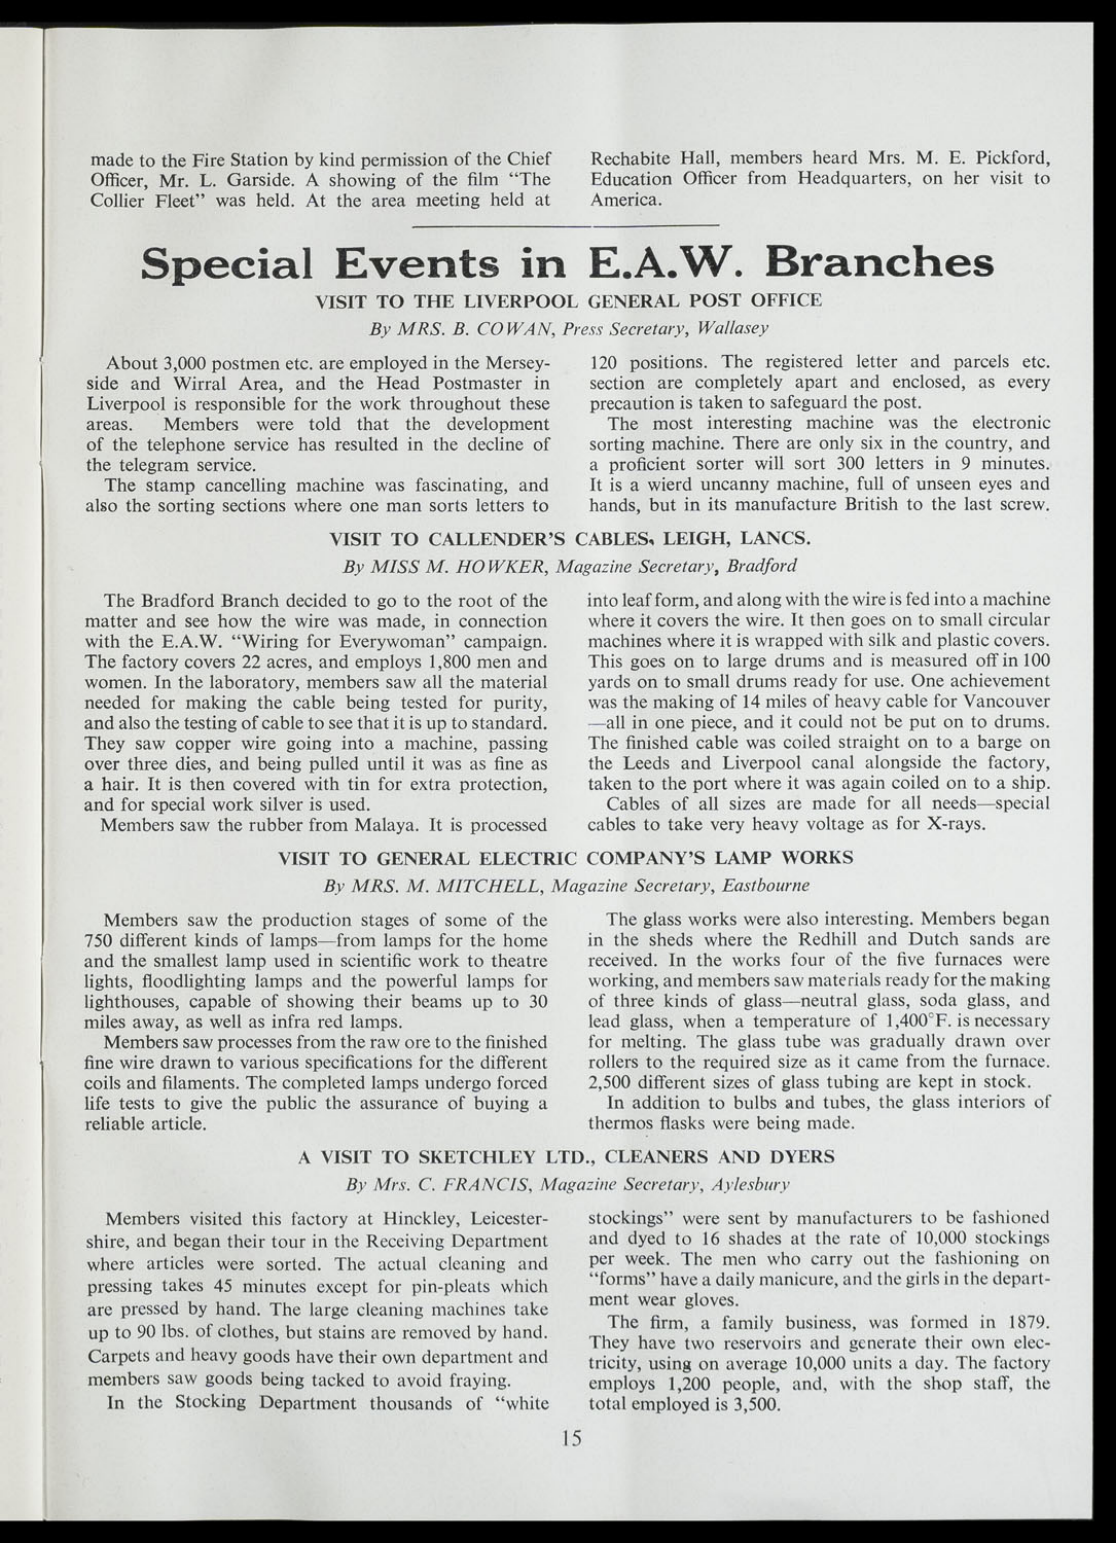 made to the Fire Station by kind permission of the Chief
Officer, Mr. L. Garside. A showing of the film “The
Collier Fleet” was held. At the area meeting held at
Rechabite Hall, members heard Mrs. M. E. Pickford,
Education Officer from Headquarters, on her visit to
America.
Special Events in E.A.W. Branches
VISIT TO THE LIVERPOOL GENERAL POST OFFICE
By MRS. B. COWAN, Press Secretary, Wallasey
About 3,000 postmen etc. are employed in the Mersey-
side and Wirral Area, and the Head Postmaster in
Liverpool is responsible for the work throughout these
areas. Members were told that the development
of the telephone service has resulted in the decline of
the telegram service.
The stamp cancelling machine was fascinating, and
also the sorting sections where one man sorts letters to
120 positions. The registered letter and parcels etc.
section are completely apart and enclosed, as every
precaution is taken to safeguard the post.
The most interesting machine was the electronic
sorting machine. There are only six in the country, and
a proficient sorter will sort 300 letters in 9 minutes.
It is a wierd uncanny machine, full of unseen eyes and
hands, but in its manufacture British to the last screw.
VISIT TO CALLENDER’S CABLES, LEIGH, LANCS.
By MISS M. HOWKER, Magazine Secretary, Bradford
The Bradford Branch decided to go to the root of the
matter and see how the wire was made, in connection
with the E.A.W. “Wiring for Everywoman” campaign.
The factory covers 22 acres, and employs 1,800 men and
women. In the laboratory, members saw all the material
needed for making the cable being tested for purity,
and also the testing of cable to see that it is up to standard.
They saw copper wire going into a machine, passing
over three dies, and being pulled until it was as fine as
a hair. It is then covered with tin for extra protection,
and for special work silver is used.
Members saw the rubber from Malaya. It is processed
into leaf form, and along with the wire is fed into a machine
where it covers the wire. It then goes on to small circular
machines where it is wrapped with silk and plastic covers.
This goes on to large drums and is measured off in 100
yards on to small drums ready for use. One achievement
was the making of 14 miles of heavy cable for Vancouver
—all in one piece, and it could not be put on to drums.
The finished cable was coiled straight on to a barge on
the Leeds and Liverpool canal alongside the factory,
taken to the port where it was again coiled on to a ship.
Cables of all sizes are made for all needs—special
cables to take very heavy voltage as for X-rays.
VISIT TO GENERAL ELECTRIC COMPANY’S LAMP WORKS
By MRS. M. MITCHELL, Magazine Secretary, Eastbourne
Members saw the production stages of some of the
750 different kinds of lamps—from lamps for the home
and the smallest lamp used in scientific work to theatre
lights, floodlighting lamps and the powerful lamps for
lighthouses, capable of showing their beams up to 30
miles away, as well as infra red lamps.
Members saw processes from the raw ore to the finished
fine wire drawn to various specifications for the different
coils and filaments. The completed lamps undergo forced
life tests to give the public the assurance of buying a
reliable article.
The glass works were also interesting. Members began
in the sheds where the Redhill and Dutch sands are
received. In the works four of the five furnaces were
working, and members saw materials ready for the making
of three kinds of glass—neutral glass, soda glass, and
lead glass, when a temperature of 1,400°F. is necessary
for melting. The glass tube was gradually drawn over
rollers to the required size as it came from the furnace.
2,500 different sizes of glass tubing are kept in stock.
In addition to bulbs and tubes, the glass interiors of
thermos flasks were being made.
A VISIT TO SKETCHLEY LTD., CLEANERS AND DYERS
By Mrs. C. FRANCIS, Magazine Secretary, Aylesbury
Members visited this factory at Hinckley, Leicester-
shire, and began their tour in the Receiving Department
where articles were sorted. The actual cleaning and
pressing takes 45 minutes except for pin-pleats which
are pressed by hand. The large cleaning machines take
up to 90 lbs. of clothes, but stains are removed by hand.
Carpets and heavy goods have their own department and
members saw goods being tacked to avoid fraying.
In the Stocking Department thousands of “white
stockings” were sent by manufacturers to be fashioned
and dyed to 16 shades at the rate of 10,000 stockings
per week. The men who carry out the fashioning on
“forms” have a daily manicure, and the girls in the depart-
ment wear gloves.
The firm, a family business, was formed in 1879.
They have two reservoirs and generate their own elec-
tricity, using on average 10,000 units a day. The factory
employs 1,200 people, and, with the shop staff, the
total employed is 3,500.
15